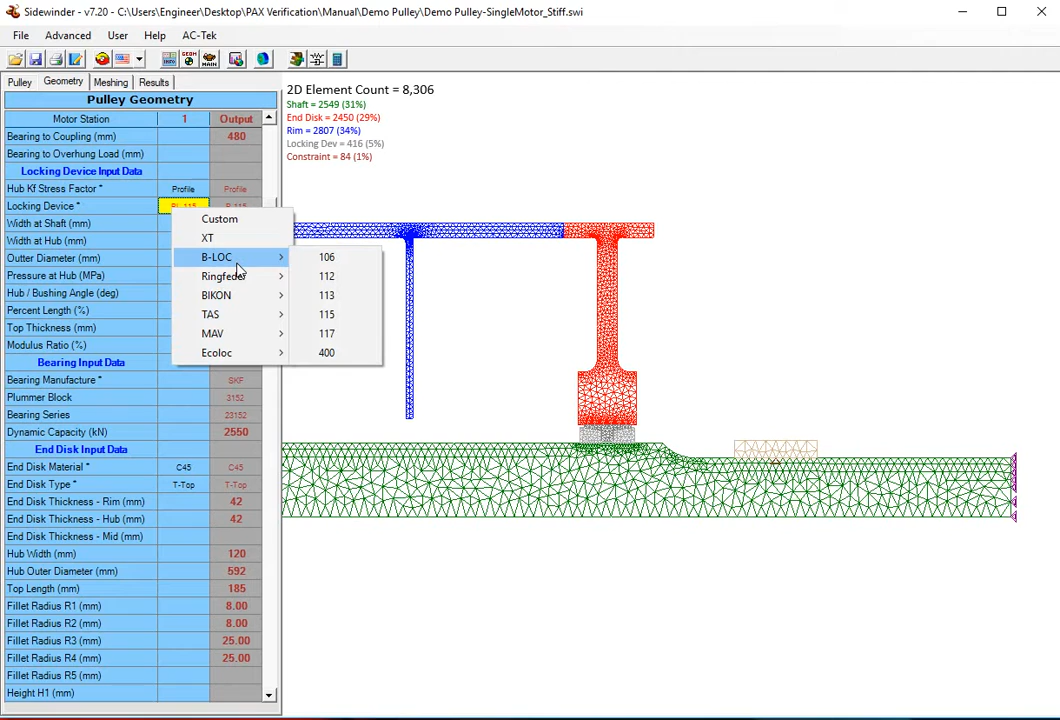 Sidewinder - v7.20 - C:\Users\Engineer\Desktop\PAX Verification\Manual\Demo Pulley\Demo Pulley-SingleMotor_Stiff.swi
File Advanced User Help AC-Tek
Pulley Geometry Meshing Results
Pulley Geometry
Motor Station 1 Output
Bearing to Coupling (mm) 480
Bearing to Overhung Load (mm)
Locking Device Input Data
Hub Kf Stress Factor * Profile Profile
Locking Device *
Width at Shaft (mm)
Width at Hub (mm)
Outter Diameter (mm)
Pressure at Hub (MPa)
Hub / Bushing Angle (deg)
Percent Length (%)
Top Thickness (mm)
Modulus Ratio (%)
Bearing Input Data
Bearing Manufacture * SKF
Plummer Block 3152
Bearing Series 23152
Dynamic Capacity (kN) 2550
End Disk Input Data
End Disk Material * C45 C45
End Disk Type * T-Top T-Top
End Disk Thickness - Rim (mm) 42
End Disk Thickness - Hub (mm) 42
End Disk Thickness - Mid (mm)
Hub Width (mm) 120
Hub Outer Diameter (mm) 592
Top Length (mm) 185
Fillet Radius R1 (mm) 8.00
Fillet Radius R2 (mm) 8.00
Fillet Radius R3 (mm) 25.00
Fillet Radius R4 (mm) 25.00
Fillet Radius R5 (mm)
Height H1 (mm)
Custom
XT
B-LOC
Ringfeder
BIKON
TAS
MAV
Ecoloc
106
112
113
115
117
400
2D Element Count = 8,306
Shaft = 2549 (31%)
End Disk = 2450 (29%)
Rim = 2807 (34%)
Locking Dev = 416 (5%)
Constraint = 84 (1%)